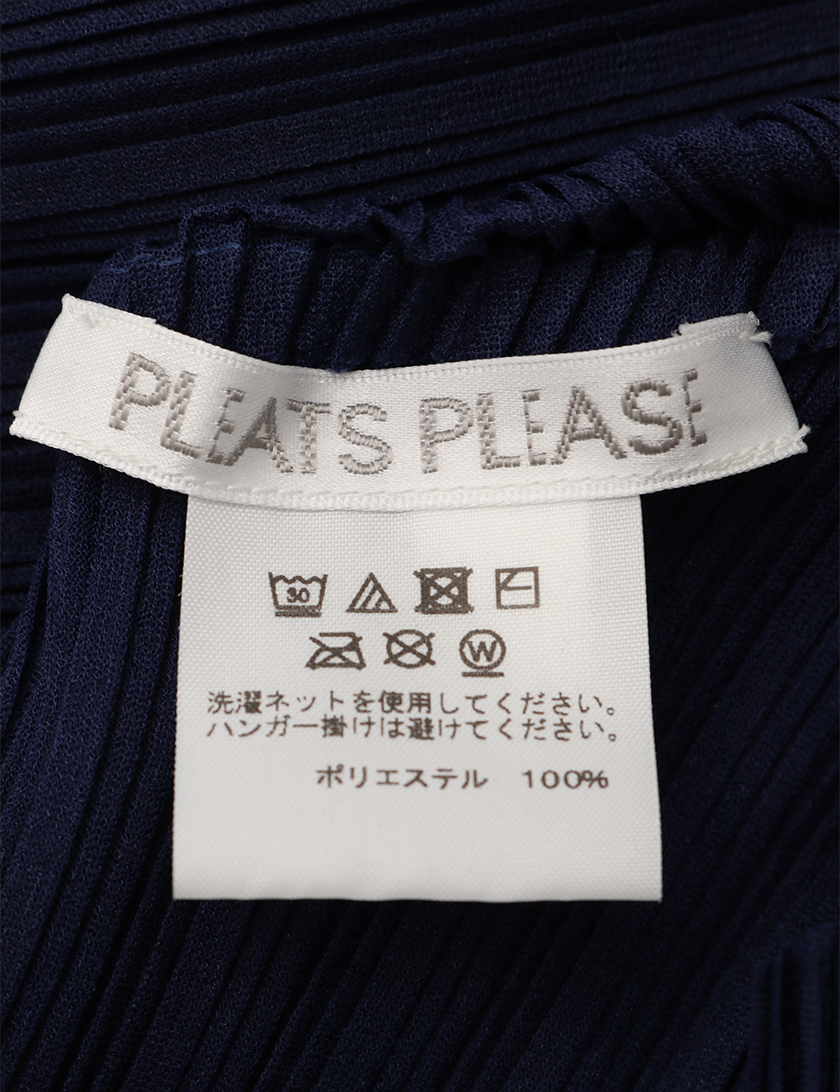 PLEATS PLEASE
30
W
洗濯ネットを使用してください。
ハンガー掛けは避けてください。
ポリエステル 100%